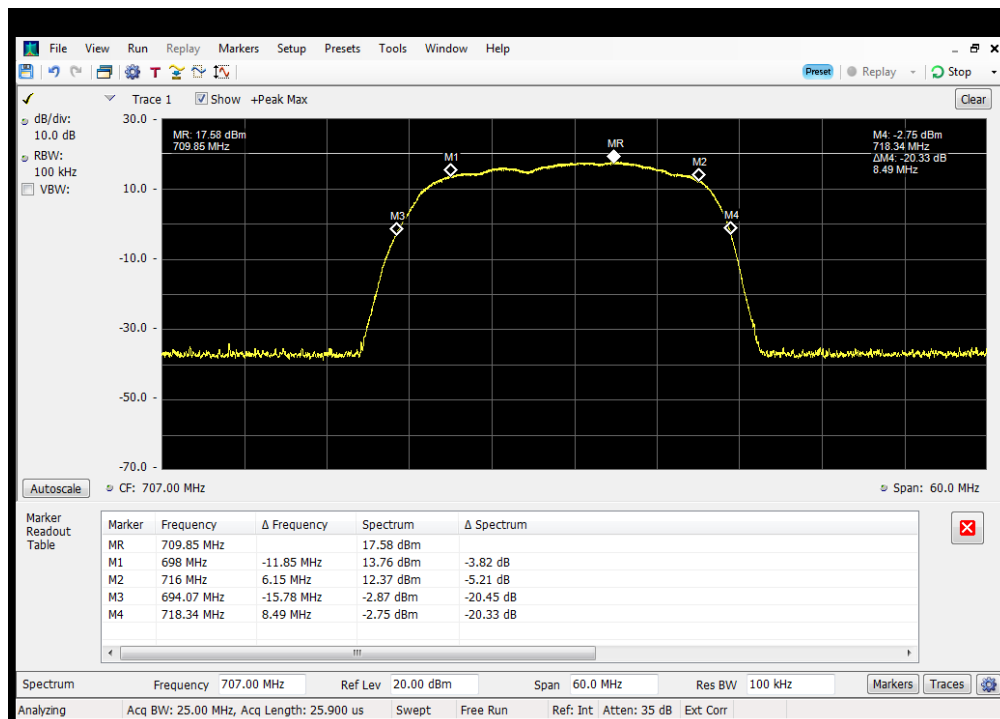 File View Run Replay Markers Setup Presets Tools Window Help
Preset Replay Stop
Trace 1 Show +Peak Max Clear
dB/div:
10.0 dB
RBW:
100 kHz
VBW:
30.0
10.0
-10.0
-30.0
-50.0
-70.0
MR: 17.58 dBm
709.85 MHz
M4: -2.75 dBm
718.34 MHz
ΔM4: -20.33 dB
8.49 MHz
M1
MR
M2
M3
M4
Autoscale CF: 707.00 MHz Span: 60.0 MHz
Marker
Readout
Table
Marker Frequency Δ Frequency Spectrum Δ Spectrum
MR 709.85 MHz 17.58 dBm
M1 698 MHz -11.85 MHz 13.76 dBm -3.82 dB
M2 716 MHz 6.15 MHz 12.37 dBm -5.21 dB
M3 694.07 MHz -15.78 MHz -2.87 dBm -20.45 dB
M4 718.34 MHz 8.49 MHz -2.75 dBm -20.33 dB
Spectrum Frequency 707.00 MHz Ref Lev 20.00 dBm Span 60.0 MHz Res BW 100 kHz Markers Traces
Analyzing Acq BW: 25.00 MHz, Acq Length: 25.900 us Swept Free Run Ref: Int Atten: 35 dB Ext Corr